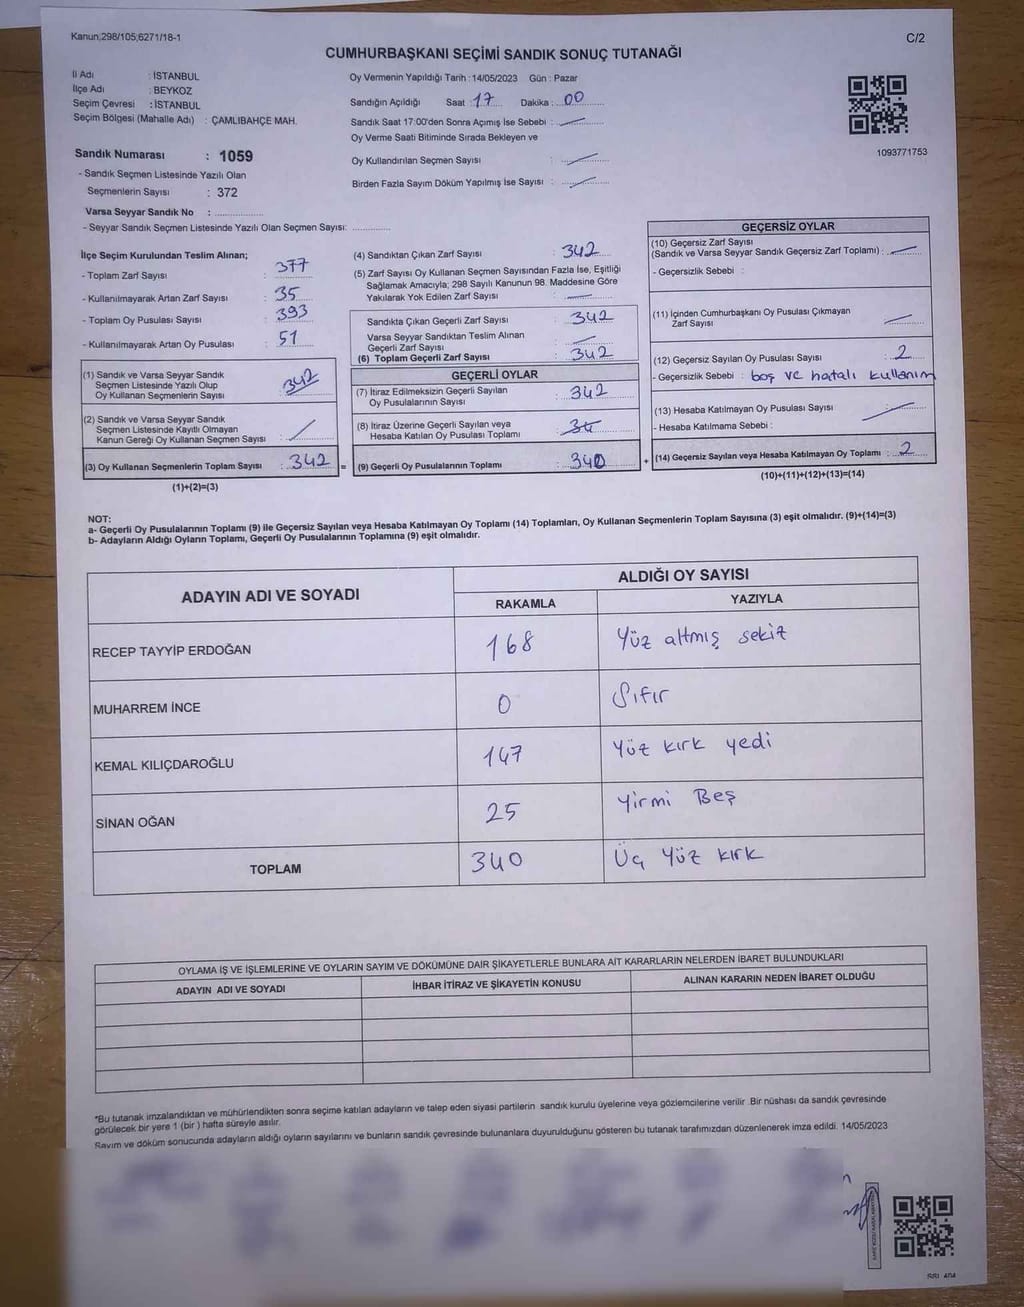 Kanun;298/105;6271/18-1
C/2
CUMHURBAŞKANI SEÇİMİ SANDIK SONUÇ TUTANAĞI
İl Adı : İSTANBUL
İlçe Adı : BEYKOZ
Seçim Çevresi : İSTANBUL
Seçim Bölgesi (Mahalle Adı) : ÇAMLIBAHÇE MAH.
Sandık Numarası : 1059
- Sandık Seçmen Listesinde Yazılı Olan
Seçmenlerin Sayısı : 372
Varsa Seyyar Sandık No :
- Seyyar Sandık Seçmen Listesinde Yazılı Olan Seçmen Sayısı:
Oy Vermenin Yapıldığı Tarih : 14/05/2023 Gün : Pazar
Sandığın Açıldığı Saat : 17 Dakika : 00
Sandık Saat 17:00'den Sonra Açımış İse Sebebi :
Oy Verme Saati Bitiminde Sırada Bekleyen ve
Oy Kullandırılan Seçmen Sayısı :
Birden Fazla Sayım Döküm Yapılmış İse Sayısı :
1093771753
İlçe Seçim Kurulundan Teslim Alınan;
- Toplam Zarf Sayısı : 377
- Kullanılmayarak Artan Zarf Sayısı : 35
- Toplam Oy Pusulası Sayısı : 393
- Kullanılmayarak Artan Oy Pusulası : 51
(1) Sandık ve Varsa Seyyar Sandık
Seçmen Listesinde Yazılı Olup
Oy Kullanan Seçmenlerin Sayısı : 342
(2) Sandık ve Varsa Seyyar Sandık
Seçmen Listesinde Kayıtlı Olmayan
Kanun Gereği Oy Kullanan Seçmen Sayısı :
(3) Oy Kullanan Seçmenlerin Toplam Sayısı : 342
(1)+(2)=(3)
=
(4) Sandıktan Çıkan Zarf Sayısı : 342
(5) Zarf Sayısı Oy Kullanan Seçmen Sayısından Fazla İse, Eşitliği
Sağlamak Amacıyla; 298 Sayılı Kanunun 98. Maddesine Göre
Yakılarak Yok Edilen Zarf Sayısı :
Sandıkta Çıkan Geçerli Zarf Sayısı : 342
Varsa Seyyar Sandıktan Teslim Alınan
Geçerli Zarf Sayısı :
(6) Toplam Geçerli Zarf Sayısı : 342
GEÇERLİ OYLAR
(7) İtiraz Edilmeksizin Geçerli Sayılan
Oy Pusulalarının Sayısı : 342
(8) İtiraz Üzerine Geçerli Sayılan veya
Hesaba Katılan Oy Pusulası Toplamı :
(9) Geçerli Oy Pusulalarının Toplamı : 340
+
GEÇERSİZ OYLAR
(10) Geçersiz Zarf Sayısı
(Sandık ve Varsa Seyyar Sandık Geçersiz Zarf Toplamı) :
- Geçersizlik Sebebi :
(11) İçinden Cumhurbaşkanı Oy Pusulası Çıkmayan
Zarf Sayısı :
(12) Geçersiz Sayılan Oy Pusulası Sayısı : 2
- Geçersizlik Sebebi : boş ve hatalı kullanım
(13) Hesaba Katılmayan Oy Pusulası Sayısı :
- Hesaba Katılmama Sebebi :
(14) Geçersiz Sayılan veya Hesaba Katılmayan Oy Toplamı : 2
(10)+(11)+(12)+(13)=(14)
NOT:
a- Geçerli Oy Pusulalarının Toplamı (9) ile Geçersiz Sayılan veya Hesaba Katılmayan Oy Toplamı (14) Toplamları, Oy Kullanan Seçmenlerin Toplam Sayısına (3) eşit olmalıdır. (9)+(14)=(3)
b- Adayların Aldığı Oyların Toplamı, Geçerli Oy Pusulalarının Toplamına (9) eşit olmalıdır.
ADAYIN ADI VE SOYADI
ALDIĞI OY SAYISI
RAKAMLA YAZIYLA
RECEP TAYYİP ERDOĞAN 168 Yüz altmış sekiz
MUHARREM İNCE 0 Sıfır
KEMAL KILIÇDAROĞLU 147 Yüz kırk yedi
SİNAN OĞAN 25 Yirmi Beş
TOPLAM 340 Üç Yüz kırk
OYLAMA İŞ VE İŞLEMLERİNE VE OYLARIN SAYIM VE DÖKÜMÜNE DAİR ŞİKAYETLERLE BUNLARA AİT KARARLARIN NELERDEN İBARET BULUNDUKLARI
ADAYIN ADI VE SOYADI İHBAR İTİRAZ VE ŞİKAYETİN KONUSU ALINAN KARARIN NEDEN İBARET OLDUĞU
*Bu tutanak imzalandıktan ve mühürlendikten sonra seçime katılan adayların ve talep eden siyasi partilerin sandık kurulu üyelerine veya gözlemcilerine verilir Bir nüshası da sandık çevresinde
görülecek bir yere 1 (bir ) hafta süreyle asılır.
Sayım ve döküm sonucunda adayların aldığı oyların sayılarını ve bunların sandık çevresinde bulunanlara duyurulduğunu gösteren bu tutanak tarafımızdan düzenlenerek imza edildi. 14/05/2023